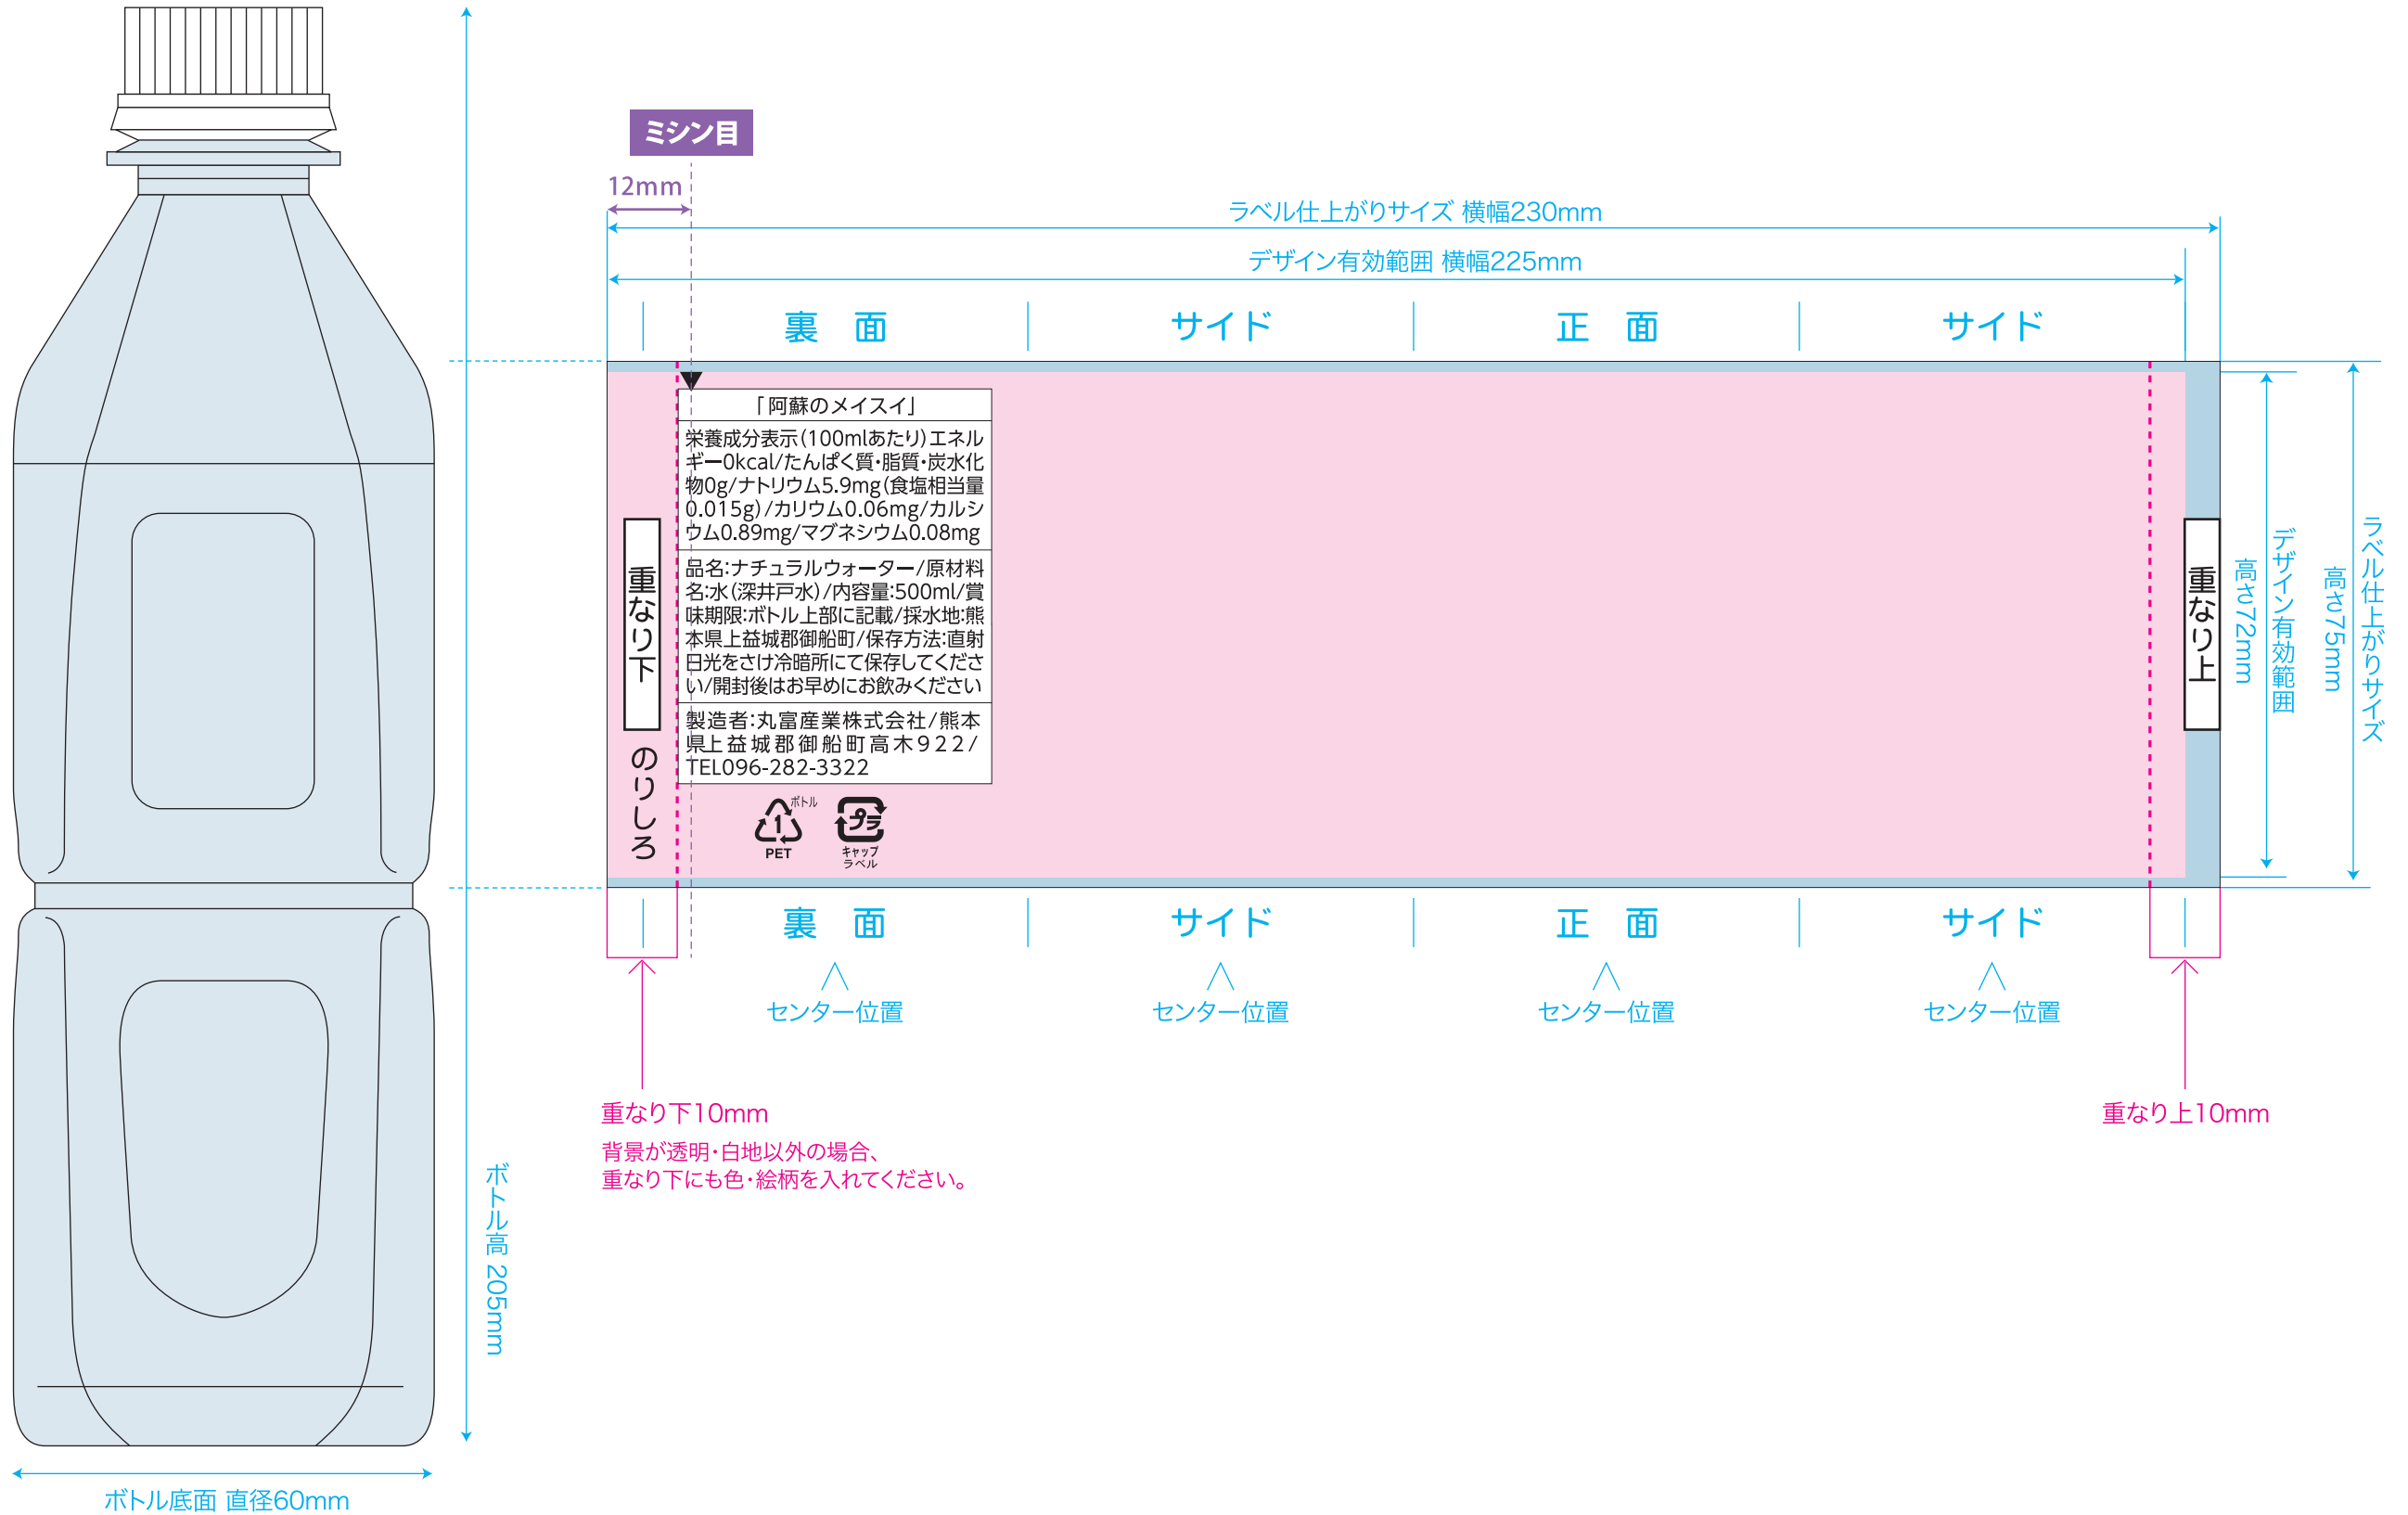 ミシン目
12mm
ラベル仕上がりサイズ 横幅230mm
デザイン有効範囲 横幅225mm
裏 面
サイド
正 面
サイド
「阿蘇のメイスイ」
栄養成分表示(100mlあたり)エネル
ギー0kcal/たんぱく質・脂質・炭水化
物0g/ナトリウム5.9mg(食塩相当量
0.015g)/カリウム0.06mg/カルシ
ウム0.89mg/マグネシウム0.08mg
品名:ナチュラルウォーター/原材料
名:水(深井戸水)/内容量:500ml/賞
味期限:ボトル上部に記載/採水地:熊
本県上益城郡御船町/保存方法:直射
日光をさけ冷暗所にて保存してくださ
い/開封後はお早めにお飲みください
製造者:丸富産業株式会社/熊本
県上益城郡御船町高木922/
TEL096-282-3322
重なり下
のりしろ
ボトル
1
PET
プラ
キャップ
ラベル
重なり上
デザイン有効範囲
高さ72mm
ラベル仕上がりサイズ
高さ75mm
裏 面
サイド
正 面
サイド
センター位置
センター位置
センター位置
センター位置
重なり下10mm
背景が透明・白地以外の場合、
重なり下にも色・絵柄を入れてください。
重なり上10mm
ボトル高 205mm
ボトル底面 直径60mm